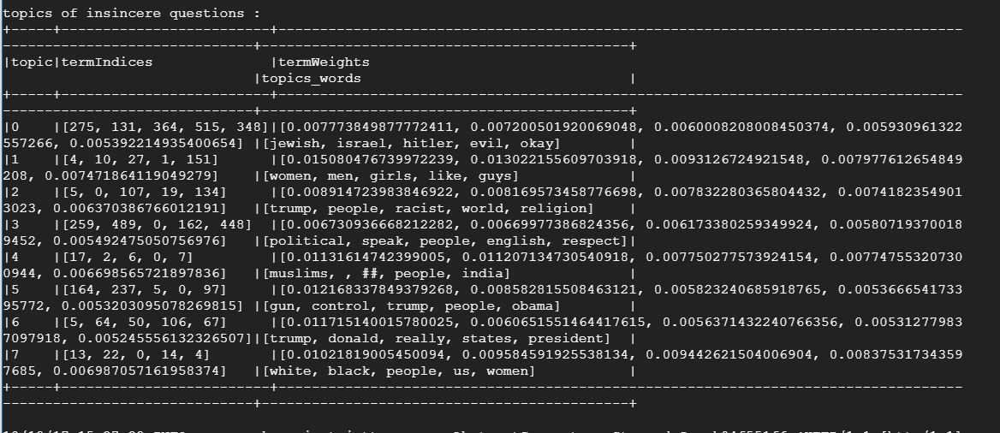 topics of insincere questions :
+-----+-------------------------+---------------------------------------------------------------------------------
------------------------------+-------------------------------------------+
|topic|termIndices              |termWeights
                              |topics_words                               |
+-----+-------------------------+---------------------------------------------------------------------------------
------------------------------+-------------------------------------------+
|0    |[275, 131, 364, 515, 348]|[0.007773849877772411, 0.007200501920069048, 0.0060008208008450374, 0.005930961322
557266, 0.005392214935400654] |[jewish, israel, hitler, evil, okay]       |
|1    |[4, 10, 27, 1, 151]      |[0.015080476739972239, 0.013022155609703918, 0.0093126724921548, 0.007977612654849
208, 0.007471864119049279]    |[women, men, girls, like, guys]            |
|2    |[5, 0, 107, 19, 134]     |[0.008914723983846922, 0.008169573458776698, 0.007832280365804432, 0.0074182354901
3023, 0.006370386766012191]   |[trump, people, racist, world, religion]   |
|3    |[259, 489, 0, 162, 448]  |[0.006730936668212282, 0.00669977386824356, 0.006173380259349924, 0.00580719370018
9452, 0.005492475050756976]   |[political, speak, people, english, respect]|
|4    |[17, 2, 6, 0, 7]         |[0.01131614742399005, 0.011207134730540918, 0.007750277573924154, 0.00774755320730
0944, 0.006698565721897836]   |[muslims, , ##, people, india]             |
|5    |[164, 237, 5, 0, 97]     |[0.012168337849379268, 0.008582815508463121, 0.005823240685918765, 0.0053666541733
95772, 0.0053203095078269815] |[gun, control, trump, people, obama]       |
|6    |[5, 64, 50, 106, 67]     |[0.011715140015780025, 0.0060651551464417615, 0.0056371432240766356, 0.00531277983
7097918, 0.005245556132326507]|[trump, donald, really, states, president] |
|7    |[13, 22, 0, 14, 4]       |[0.01021819005450094, 0.009584591925538134, 0.009442621504006904, 0.00837531734359
7685, 0.006987057161958374]   |[white, black, people, us, women]          |
+-----+-------------------------+---------------------------------------------------------------------------------
------------------------------+-------------------------------------------+